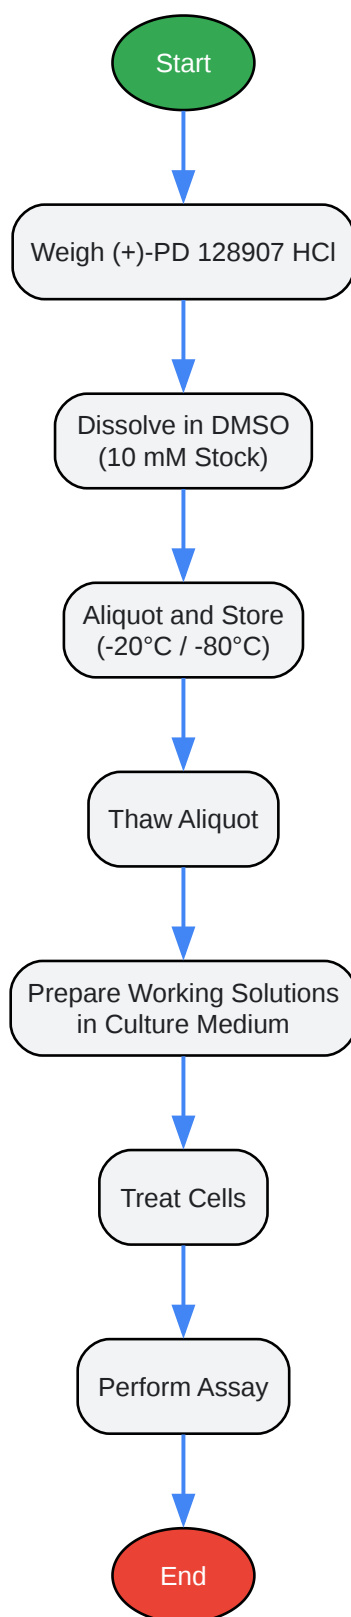 Start
Weigh (+)-PD 128907 HCl
Dissolve in DMSO
(10 mM Stock)
Aliquot and Store
(-20°C / -80°C)
Thaw Aliquot
Prepare Working Solutions
in Culture Medium
Treat Cells
Perform Assay
End